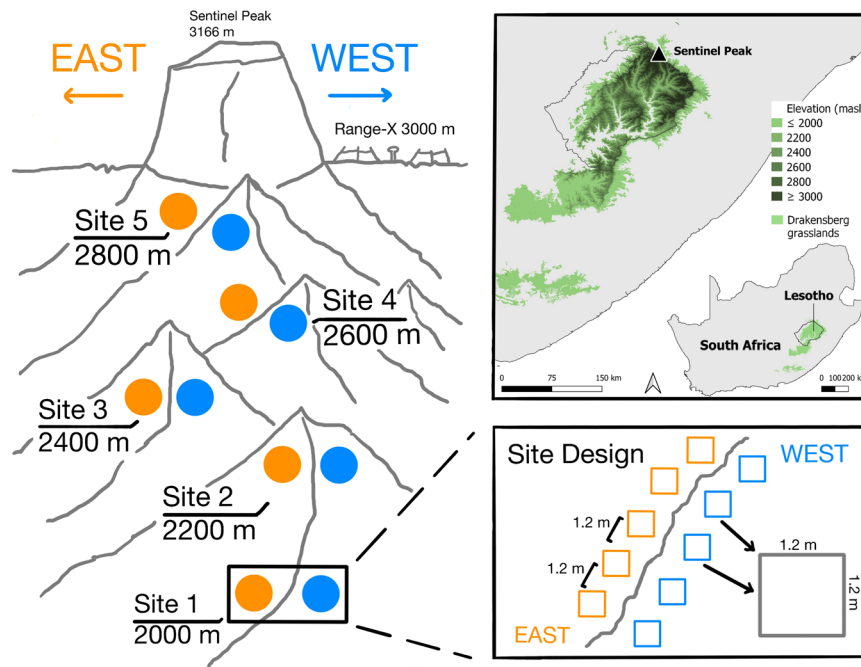 Sentinel Peak
3166 m
EAST
WEST
Range-X 3000 m
Site 5
2800 m
Site 4
2600 m
Site 3
2400 m
Site 2
2200 m
Site 1
2000 m
Sentinel Peak
Elevation (masl
≤ 2000
2200
2400
2600
2800
≥ 3000
Drakensberg
grasslands
Lesotho
South Africa
0 75 150 km
0 100200 km
Site Design
WEST
1.2 m
1.2 m
1.2 m
1.2 m
EAST